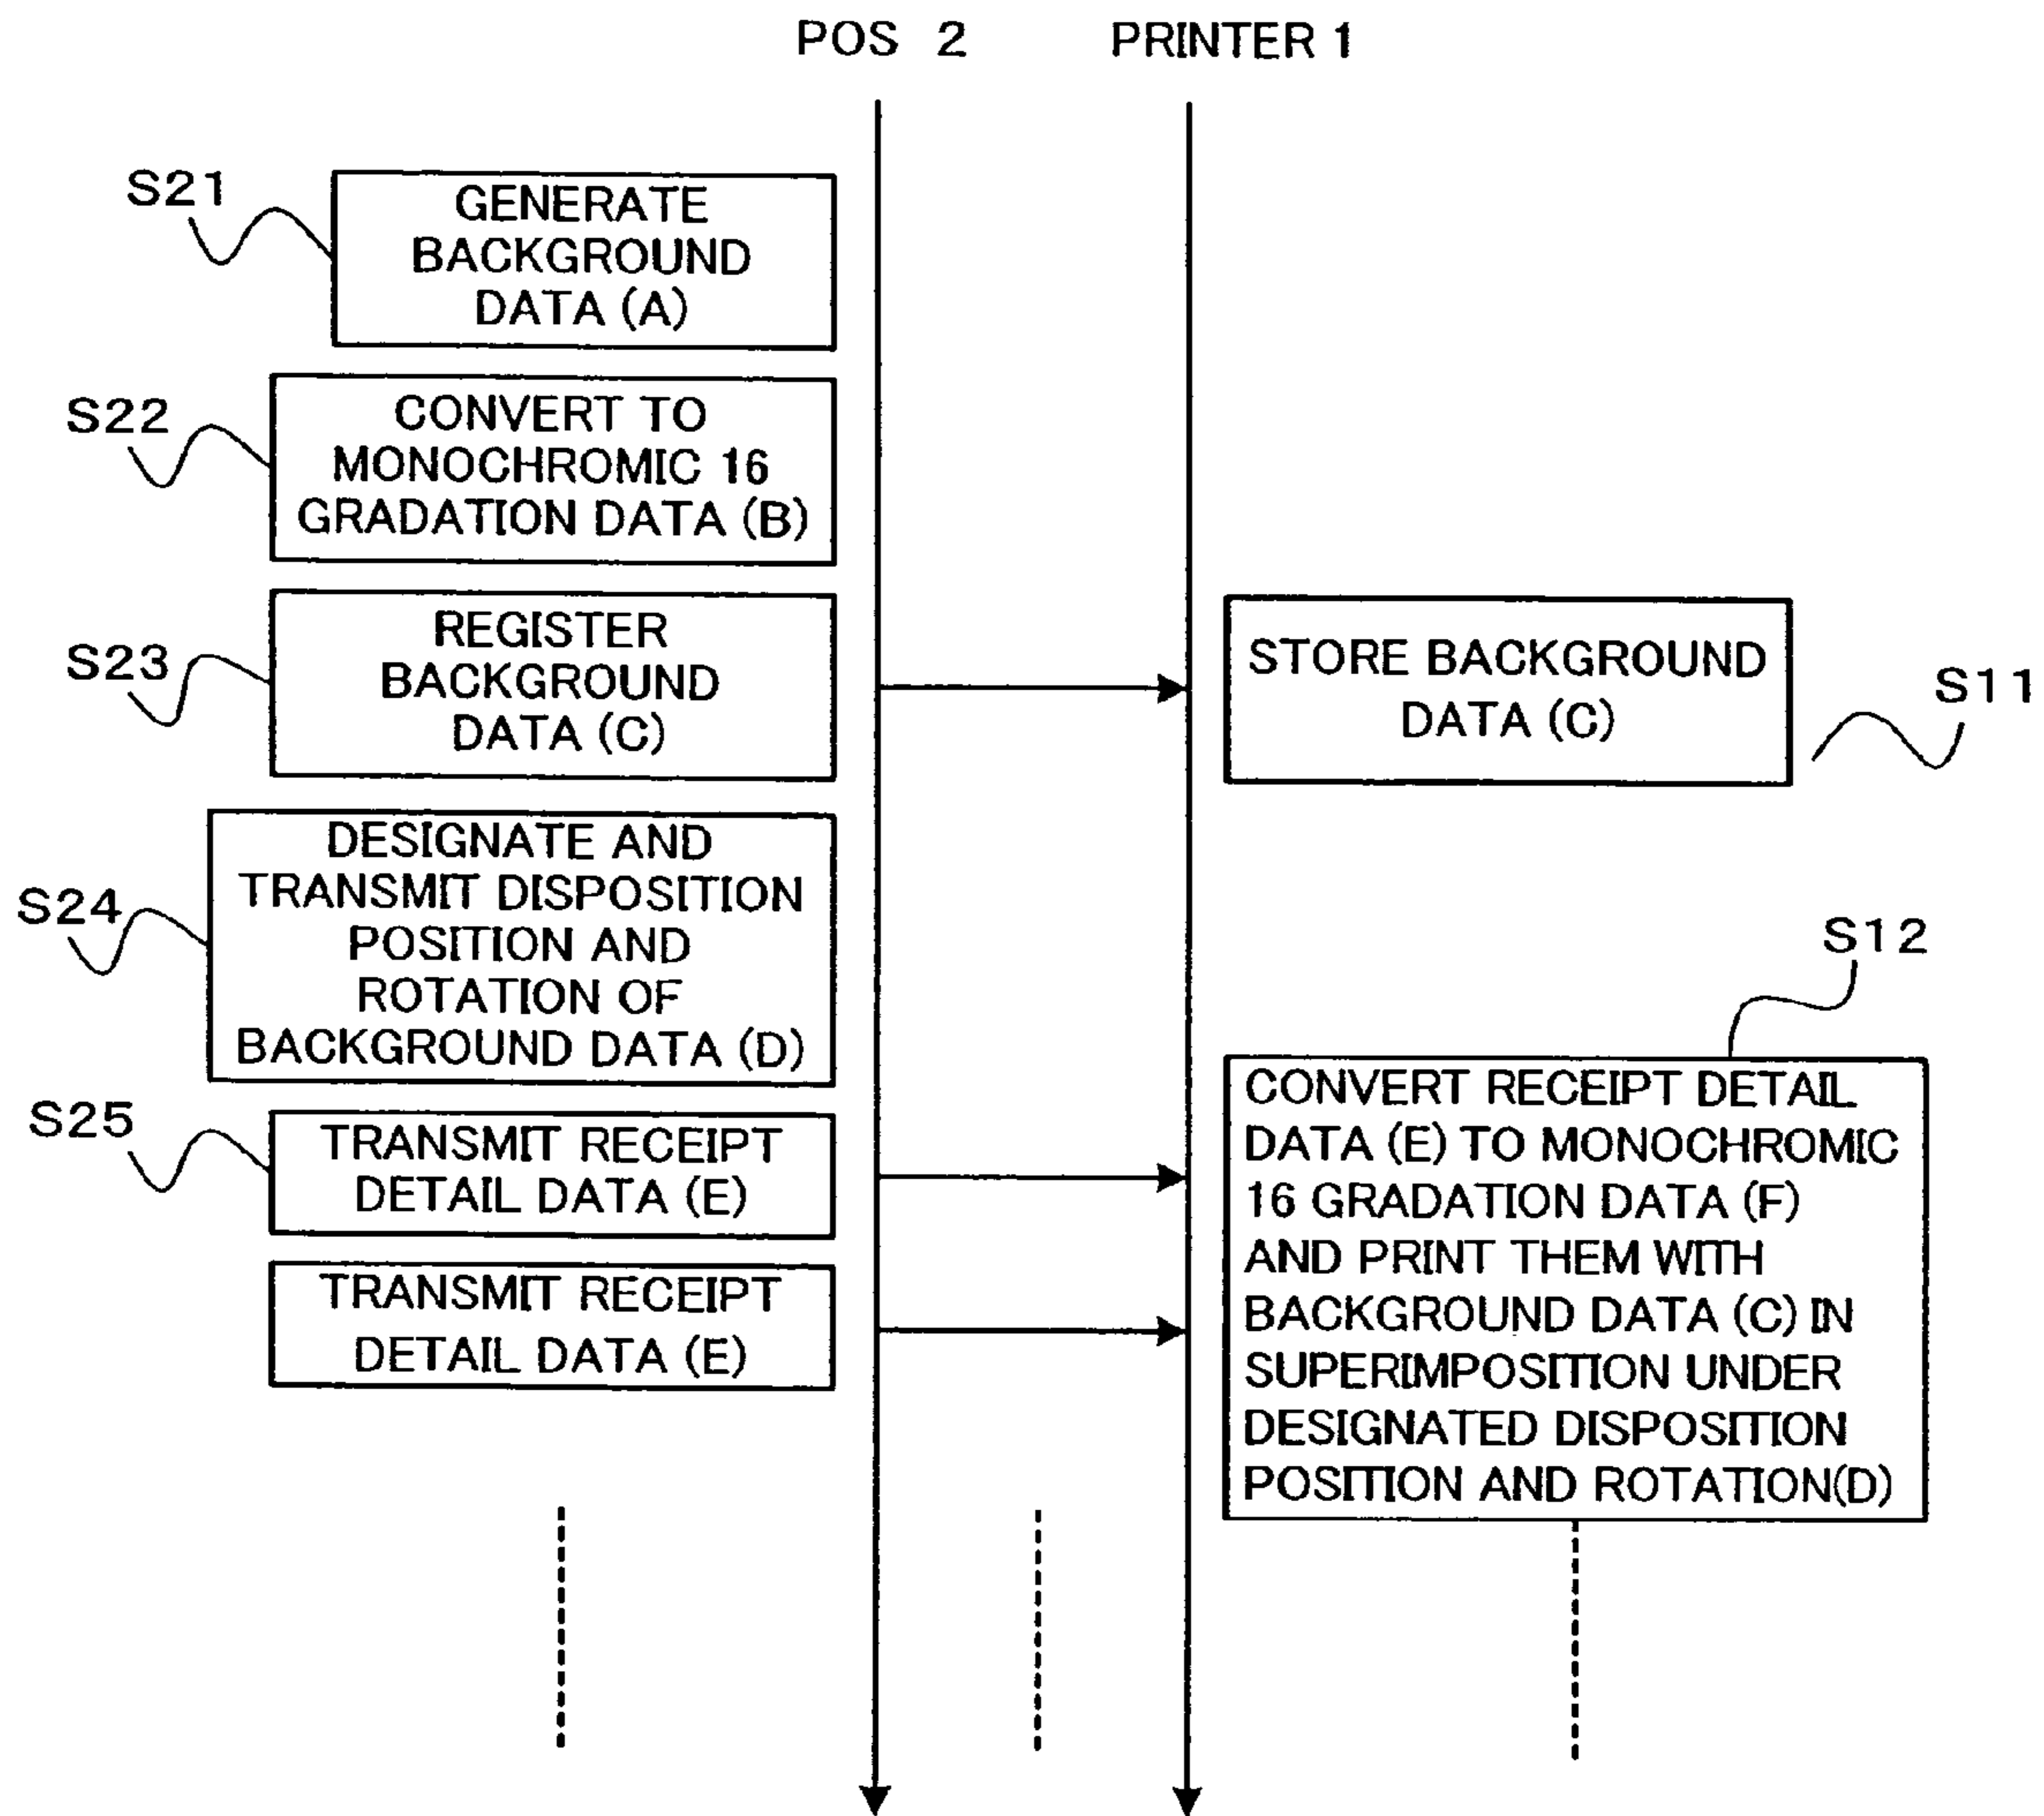 POS 2
PRINTER 1
S21
GENERATE
BACKGROUND
DATA (A)
S22
CONVERT TO
MONOCHROMIC 16
GRADATION DATA (B)
S23
REGISTER
BACKGROUND
DATA (C)
STORE BACKGROUND
DATA (C)
S11
S24
DESIGNATE AND
TRANSMIT DISPOSITION
POSITION AND
ROTATION OF
BACKGROUND DATA (D)
S25
TRANSMIT RECEIPT
DETAIL DATA (E)
TRANSMIT RECEIPT
DETAIL DATA (E)
S12
CONVERT RECEIPT DETAIL
DATA (E) TO MONOCHROMIC
16 GRADATION DATA (F)
AND PRINT THEM WITH
BACKGROUND DATA (C) IN
SUPERIMPOSITION UNDER
DESIGNATED DISPOSITION
POSITION AND ROTATION(D)